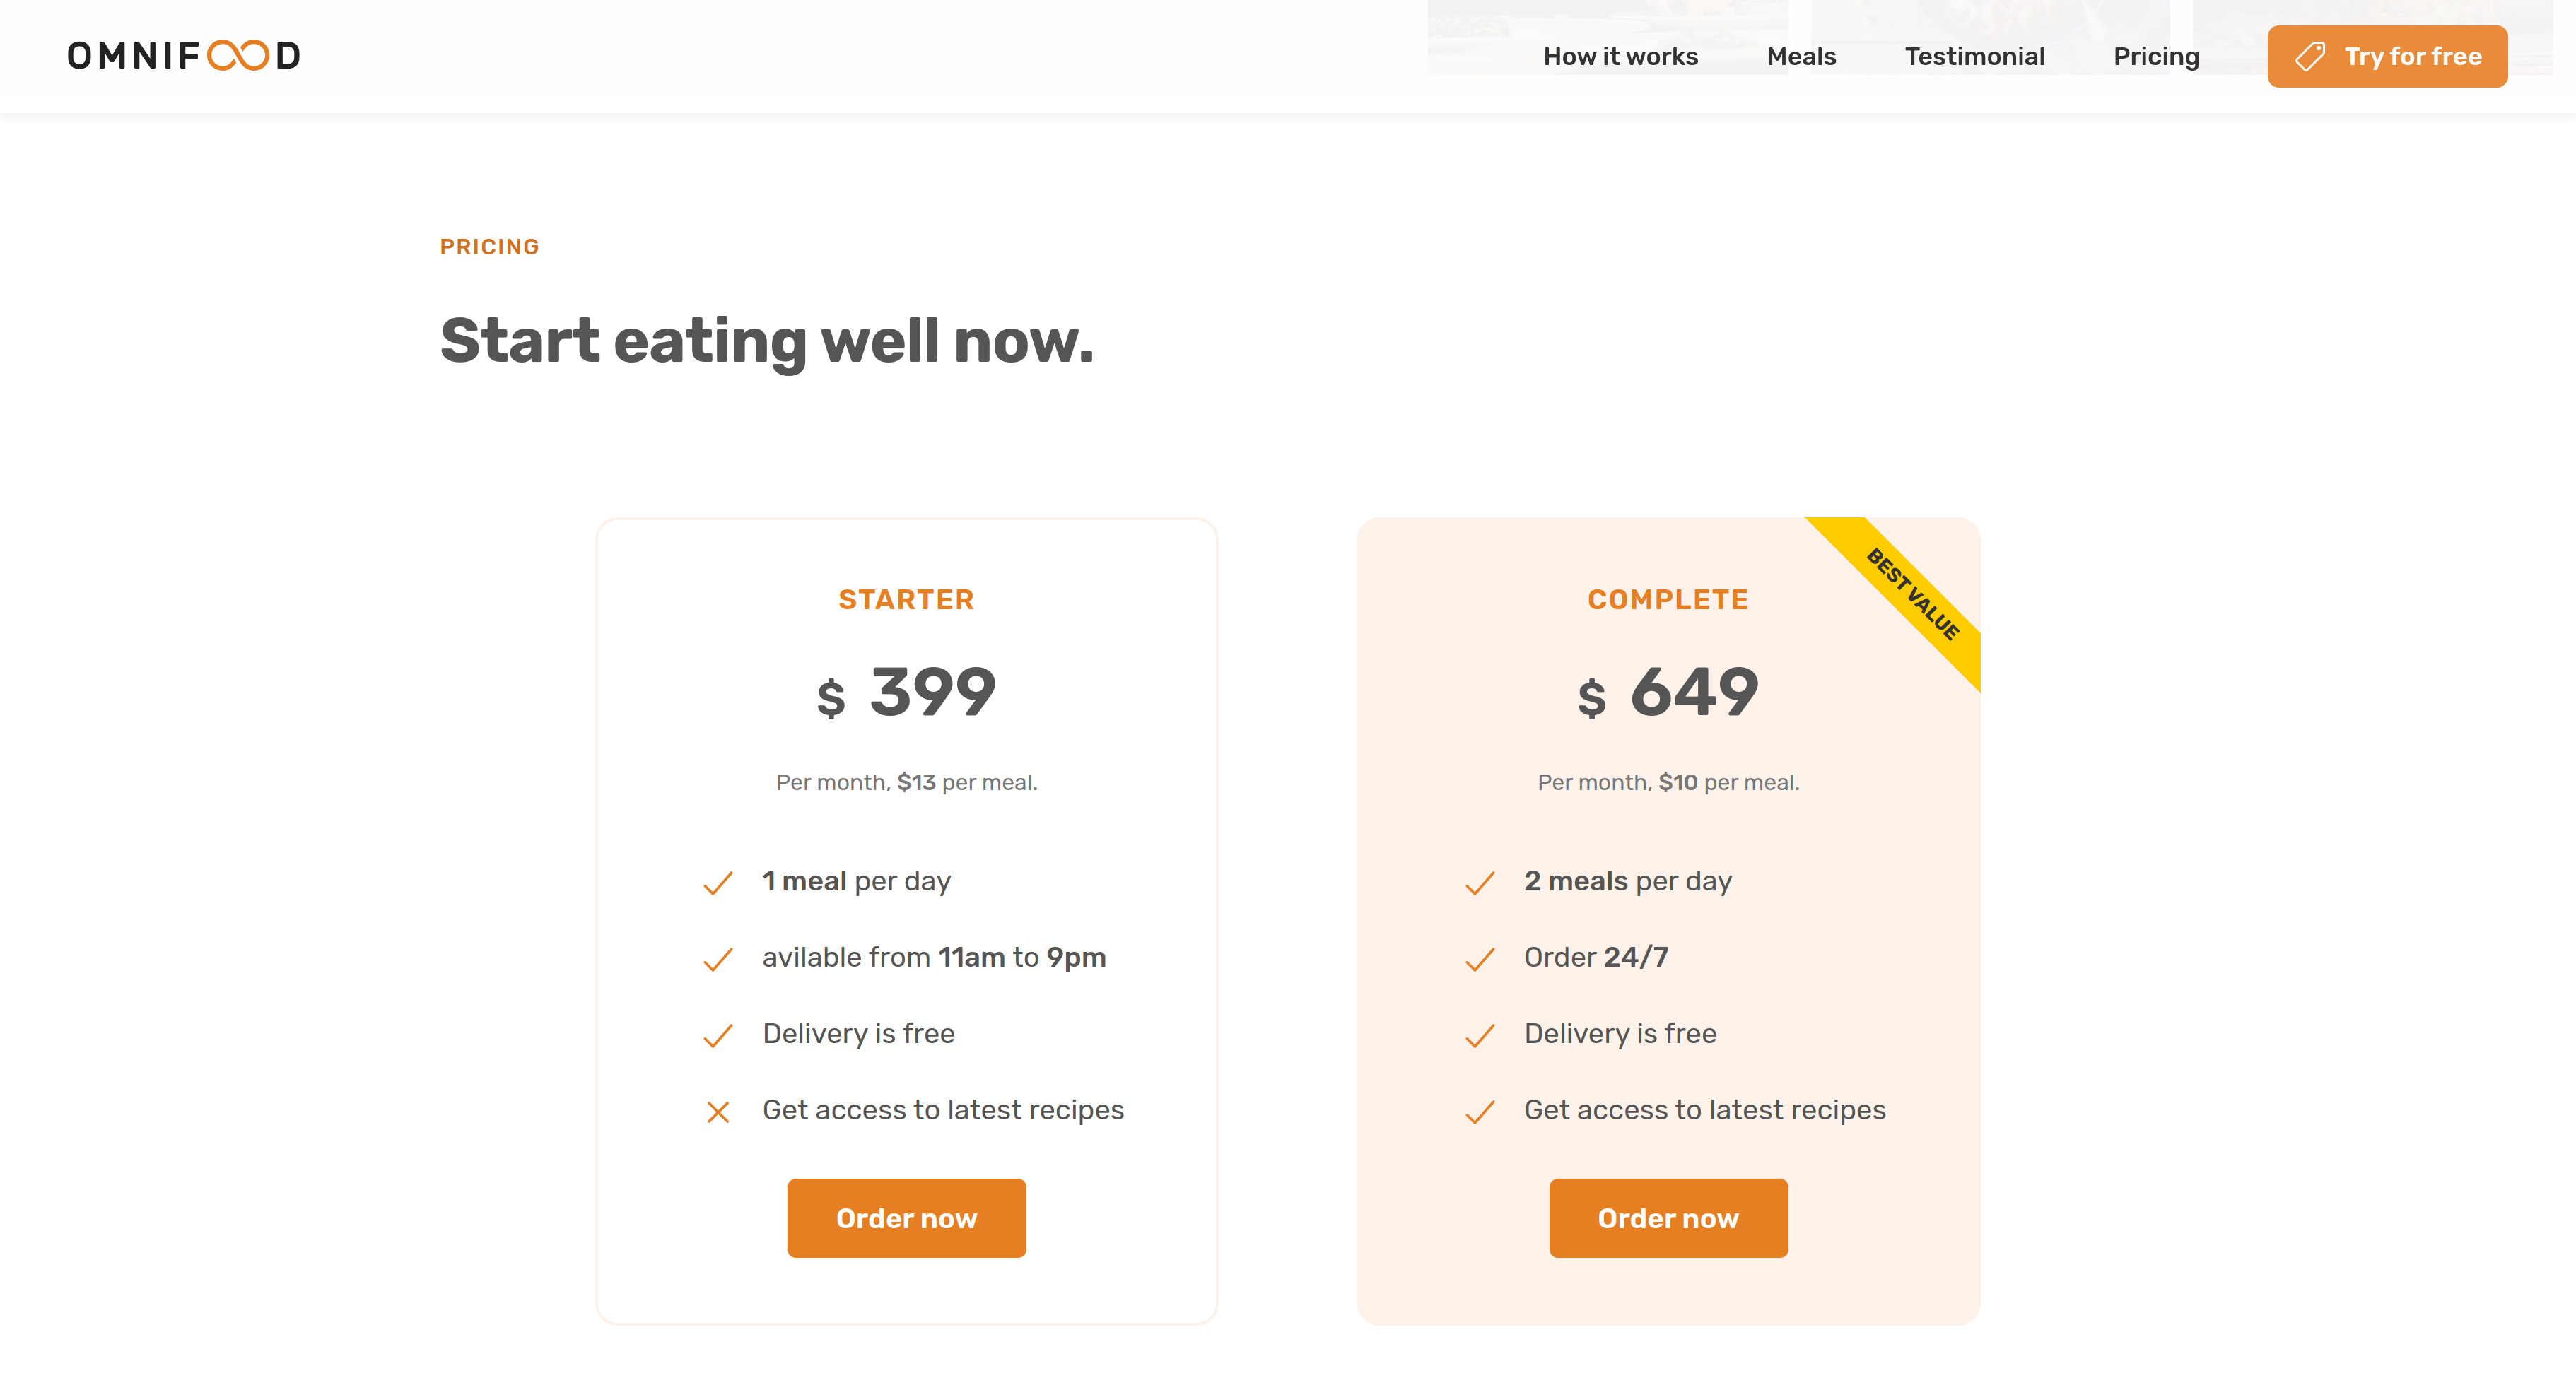 OMNIFOOD
How it works
Meals
Testimonial
Pricing
Try for free
PRICING
Start eating well now.
STARTER
$ 399
Per month, $13 per meal.
1 meal per day
avilable from 11am to 9pm
Delivery is free
Get access to latest recipes
Order now
BEST VALUE
COMPLETE
$ 649
Per month, $10 per meal.
2 meals per day
Order 24/7
Delivery is free
Get access to latest recipes
Order now